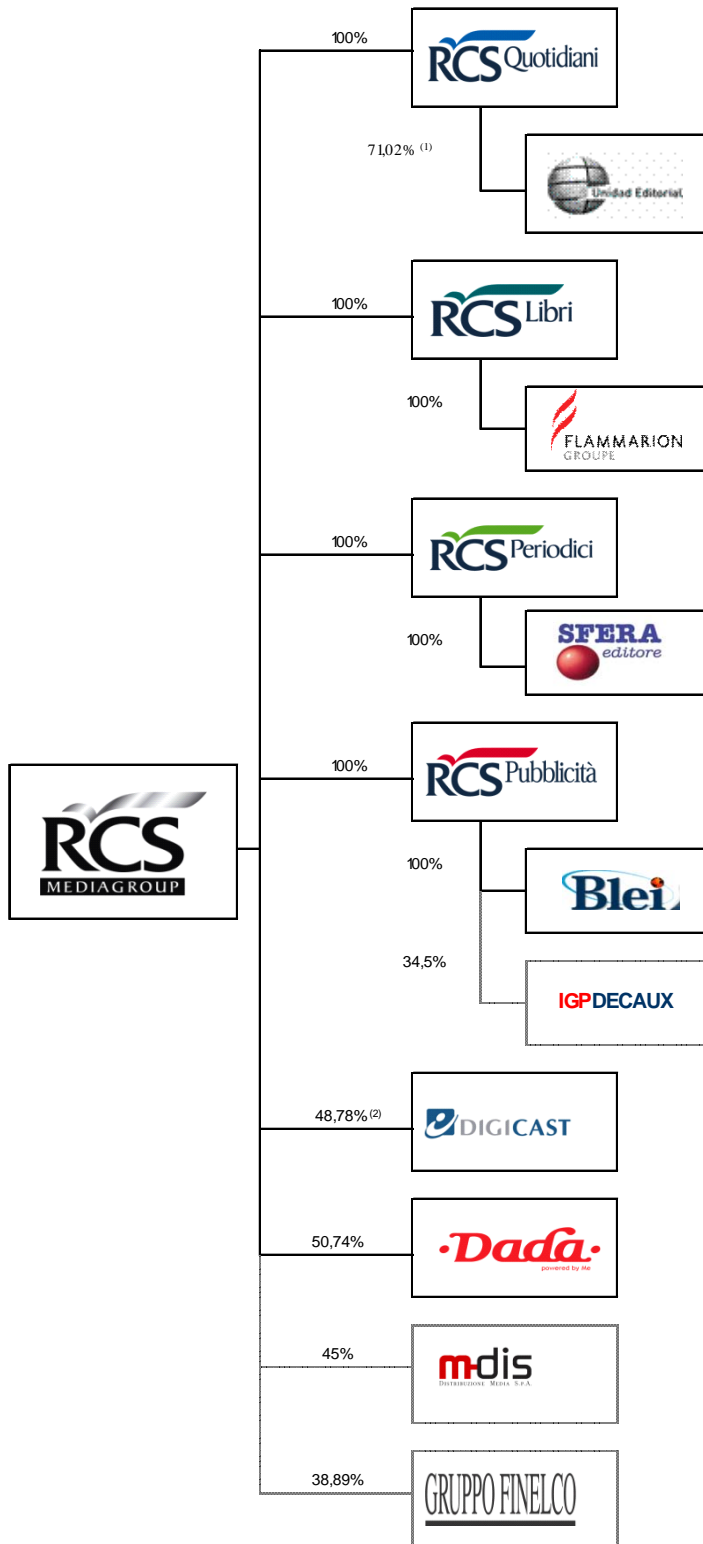 100%
RCS Quotidiani
71,02% (1)
Unidad Editorial
100%
RCS Libri
100%
FLAMMARION
GROUPE
100%
RCS Periodici
100%
SFERA
editore
100%
RCS Pubblicità
RCS
MEDIAGROUP
100%
Blei
34,5%
IGPDECAUX
48,78% (2)
e DIGICAST
50,74%
Dada
powered by Me
45%
m-dis
DISTRIBUZIONE MEDIA S.P.A.
38,89%
GRUPPO FINELCO